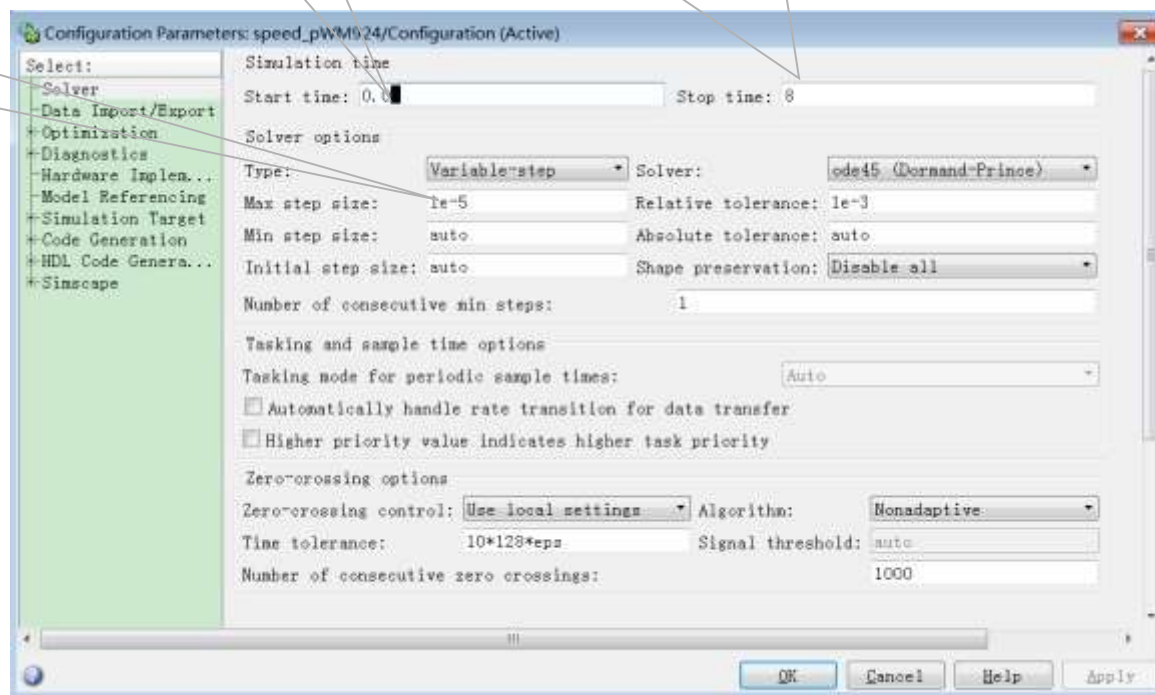 Configuration Parameters: speed_pWM924/Configuration (Active)
Select:
Solver
Data Import/Export
Optimization
Diagnostics
Hardware Implem...
Model Referencing
Simulation Target
Code Generation
HDL Code Genera...
Simscape
Simulation time
Start time: 0.0 Stop time: 8
Solver options
Type: Variable-step Solver: ode45 (Dormand-Prince)
Max step size: 1e-5 Relative tolerance: 1e-3
Min step size: auto Absolute tolerance: auto
Initial step size: auto Shape preservation: Disable all
Number of consecutive min steps: 1
Tasking and sample time options
Tasking mode for periodic sample times: Auto
Automatically handle rate transition for data transfer
Higher priority value indicates higher task priority
Zero-crossing options
Zero-crossing control: Use local settings Algorithm: Nonadaptive
Time tolerance: 10*128*eps Signal threshold: auto
Number of consecutive zero crossings: 1000
OK Cancel Help Apply